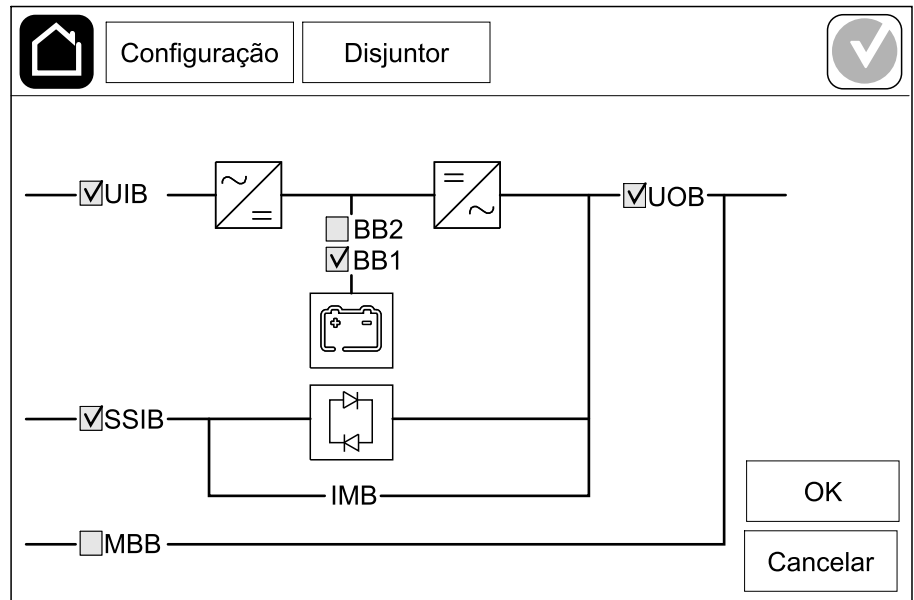 Configuração
Disjuntor
UIB
UOB
BB2
BB1
SSIB
IMB
OK
MBB
Cancelar